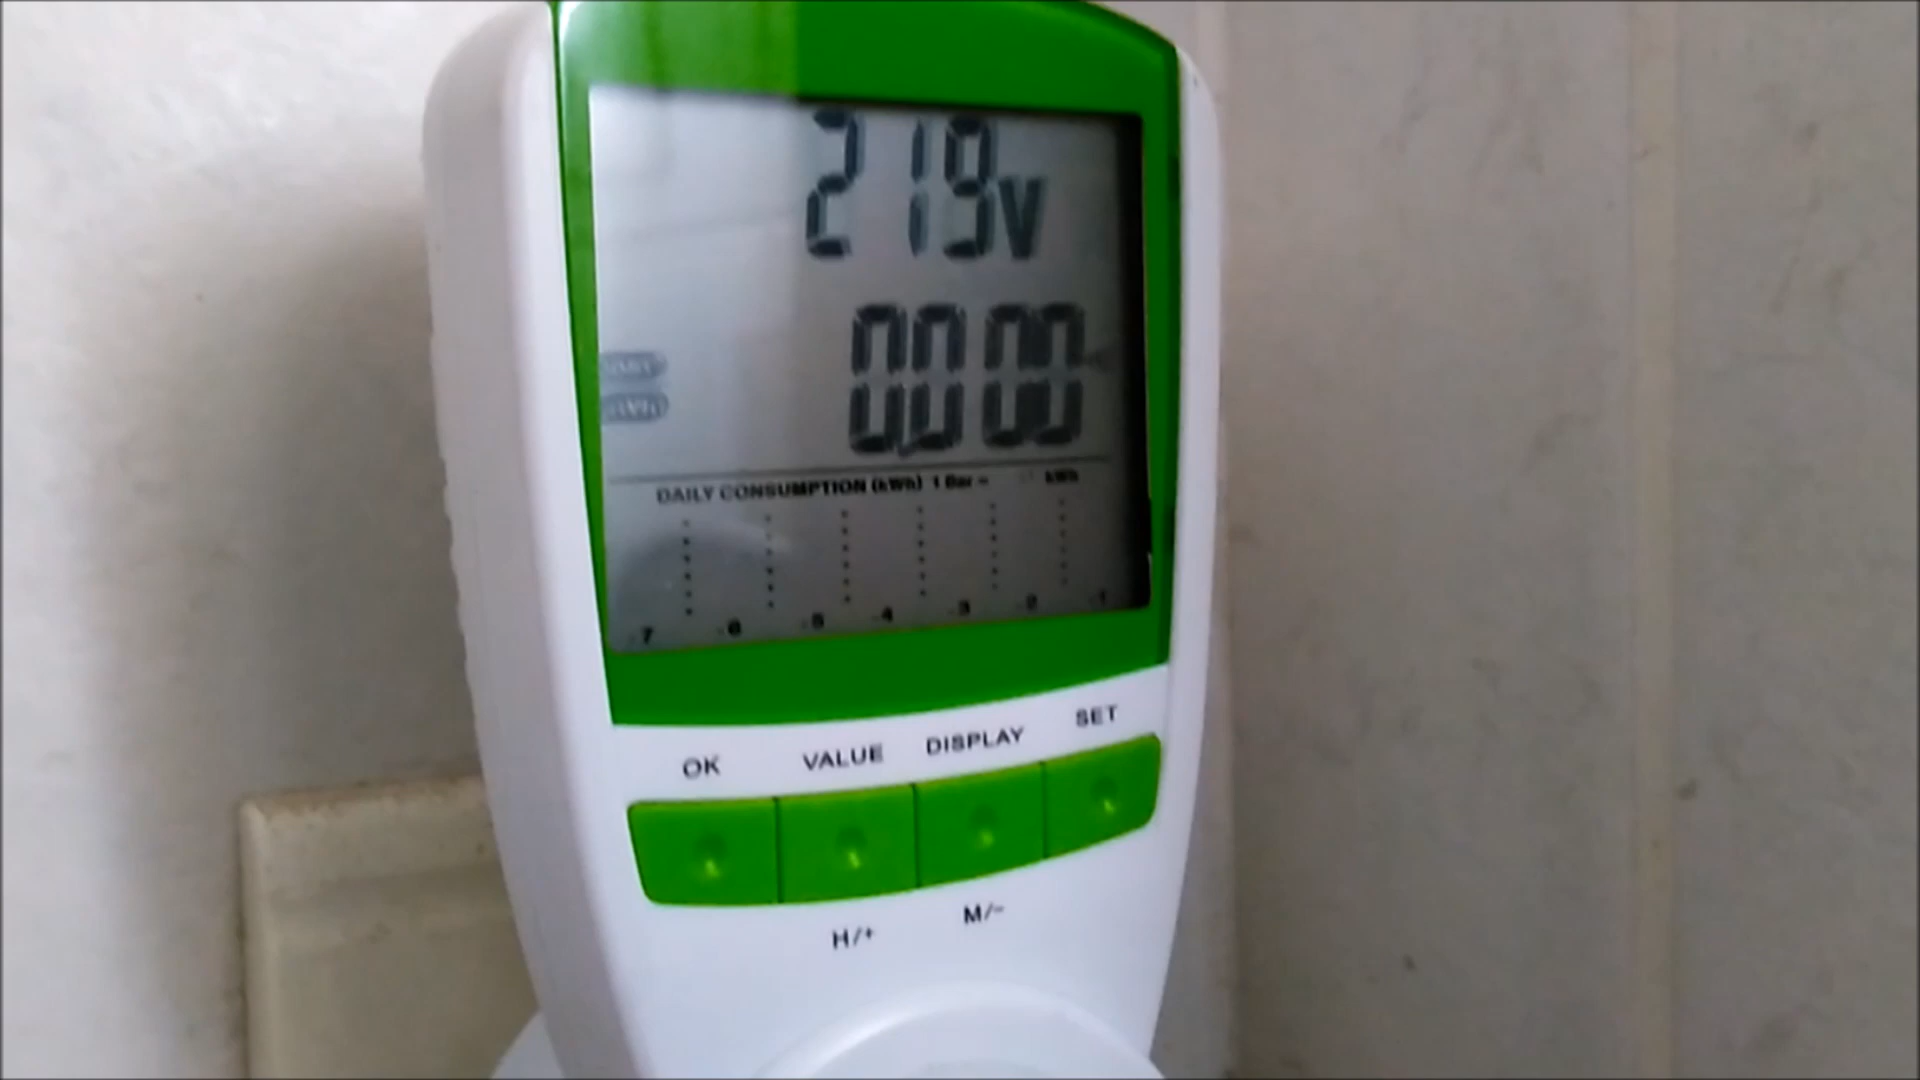 219V
00.00
DAILY CONSUMPTION (kWh) 1 Bar = kWh
-7 -6 -5 -4 -3 -2 -1
OK VALUE DISPLAY SET
H/+ M/-